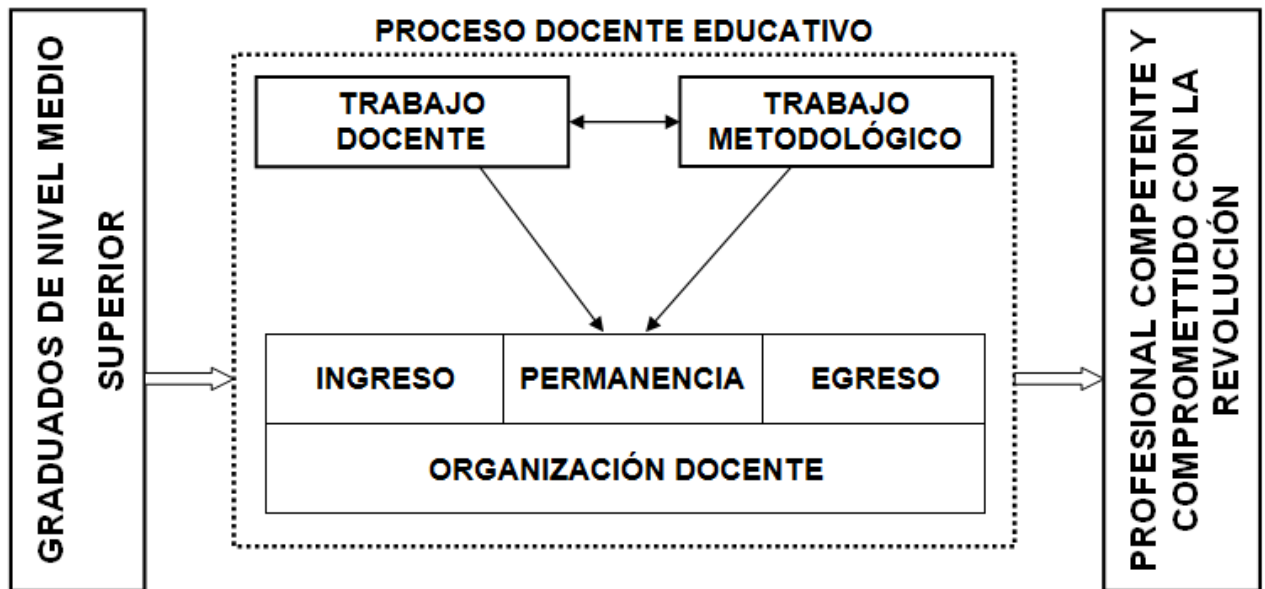 GRADUADOS DE NIVEL MEDIO
SUPERIOR
PROCESO DOCENTE EDUCATIVO
TRABAJO
DOCENTE
TRABAJO
METODOLÓGICO
INGRESO
PERMANENCIA
EGRESO
ORGANIZACIÓN DOCENTE
PROFESIONAL COMPETENTE Y
COMPROMETTIDO CON LA
REVOLUCIÓN